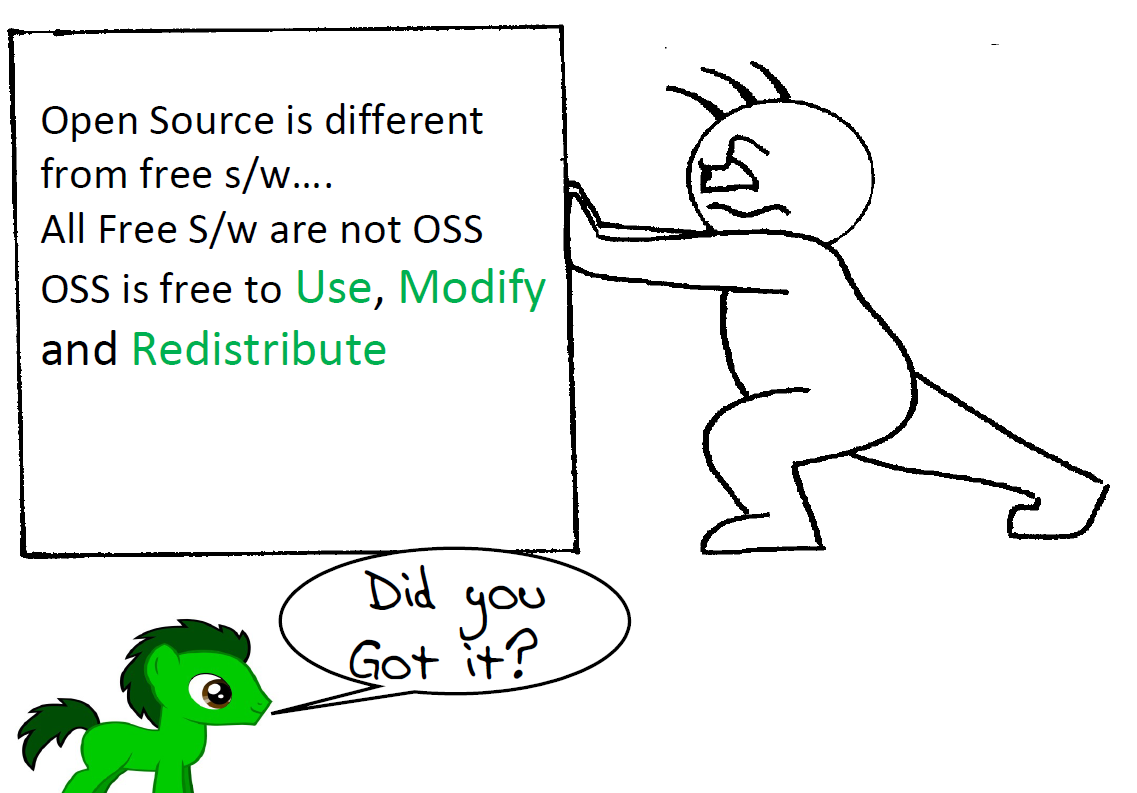 Open Source is different
from free s/w....
All Free S/w are not OSS
OSS is free to Use, Modify
and Redistribute
Did you
Got it?